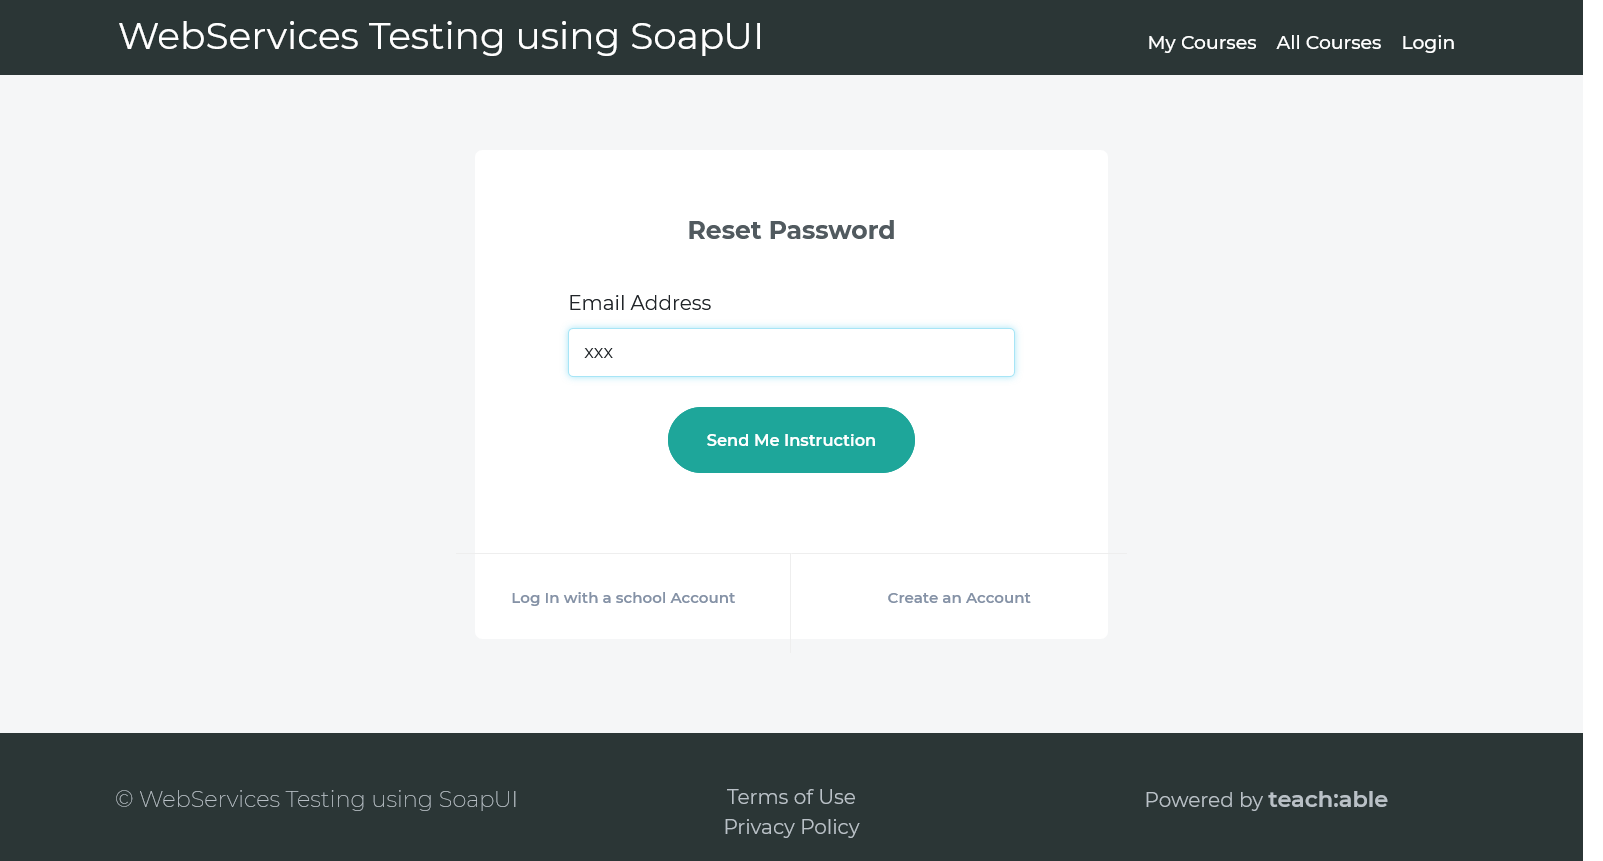 WebServices Testing using SoapUI
My Courses All Courses Login
Reset Password
Email Address
xxx
Send Me Instruction
Log In with a school Account
Create an Account
© WebServices Testing using SoapUI
Terms of Use
Privacy Policy
Powered by teach:able